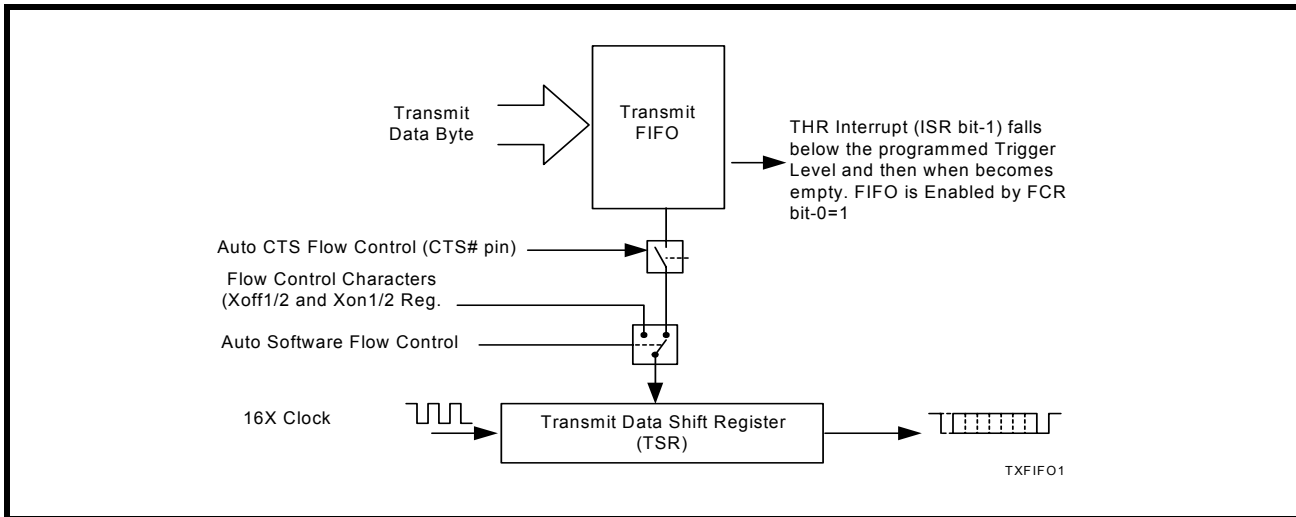 Transmit
Data Byte
Transmit
FIFO
THR Interrupt (ISR bit-1) falls
below the programmed Trigger
Level and then when becomes
empty. FIFO is Enabled by FCR
bit-0=1
Auto CTS Flow Control (CTS# pin)
Flow Control Characters
(Xoff1/2 and Xon1/2 Reg.
Auto Software Flow Control
16X Clock
Transmit Data Shift Register
(TSR)
TXFIFO1